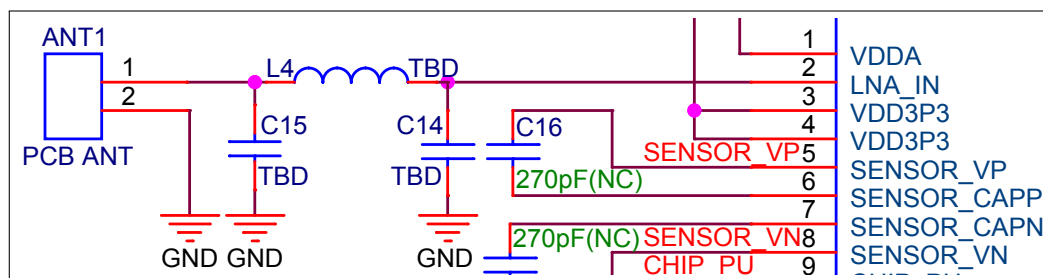 ANT1
1
2
PCB ANT
L4
TBD
C15
TBD
C14
TBD
C16
270pF(NC)
270pF(NC)
GND
GND
GND
SENSOR_VP
SENSOR_VN
CHIP_PU
1
VDDA
2
LNA_IN
3
VDD3P3
4
VDD3P3
5
SENSOR_VP
6
SENSOR_CAPP
7
SENSOR_CAPN
8
SENSOR_VN
9
CHIP_PU